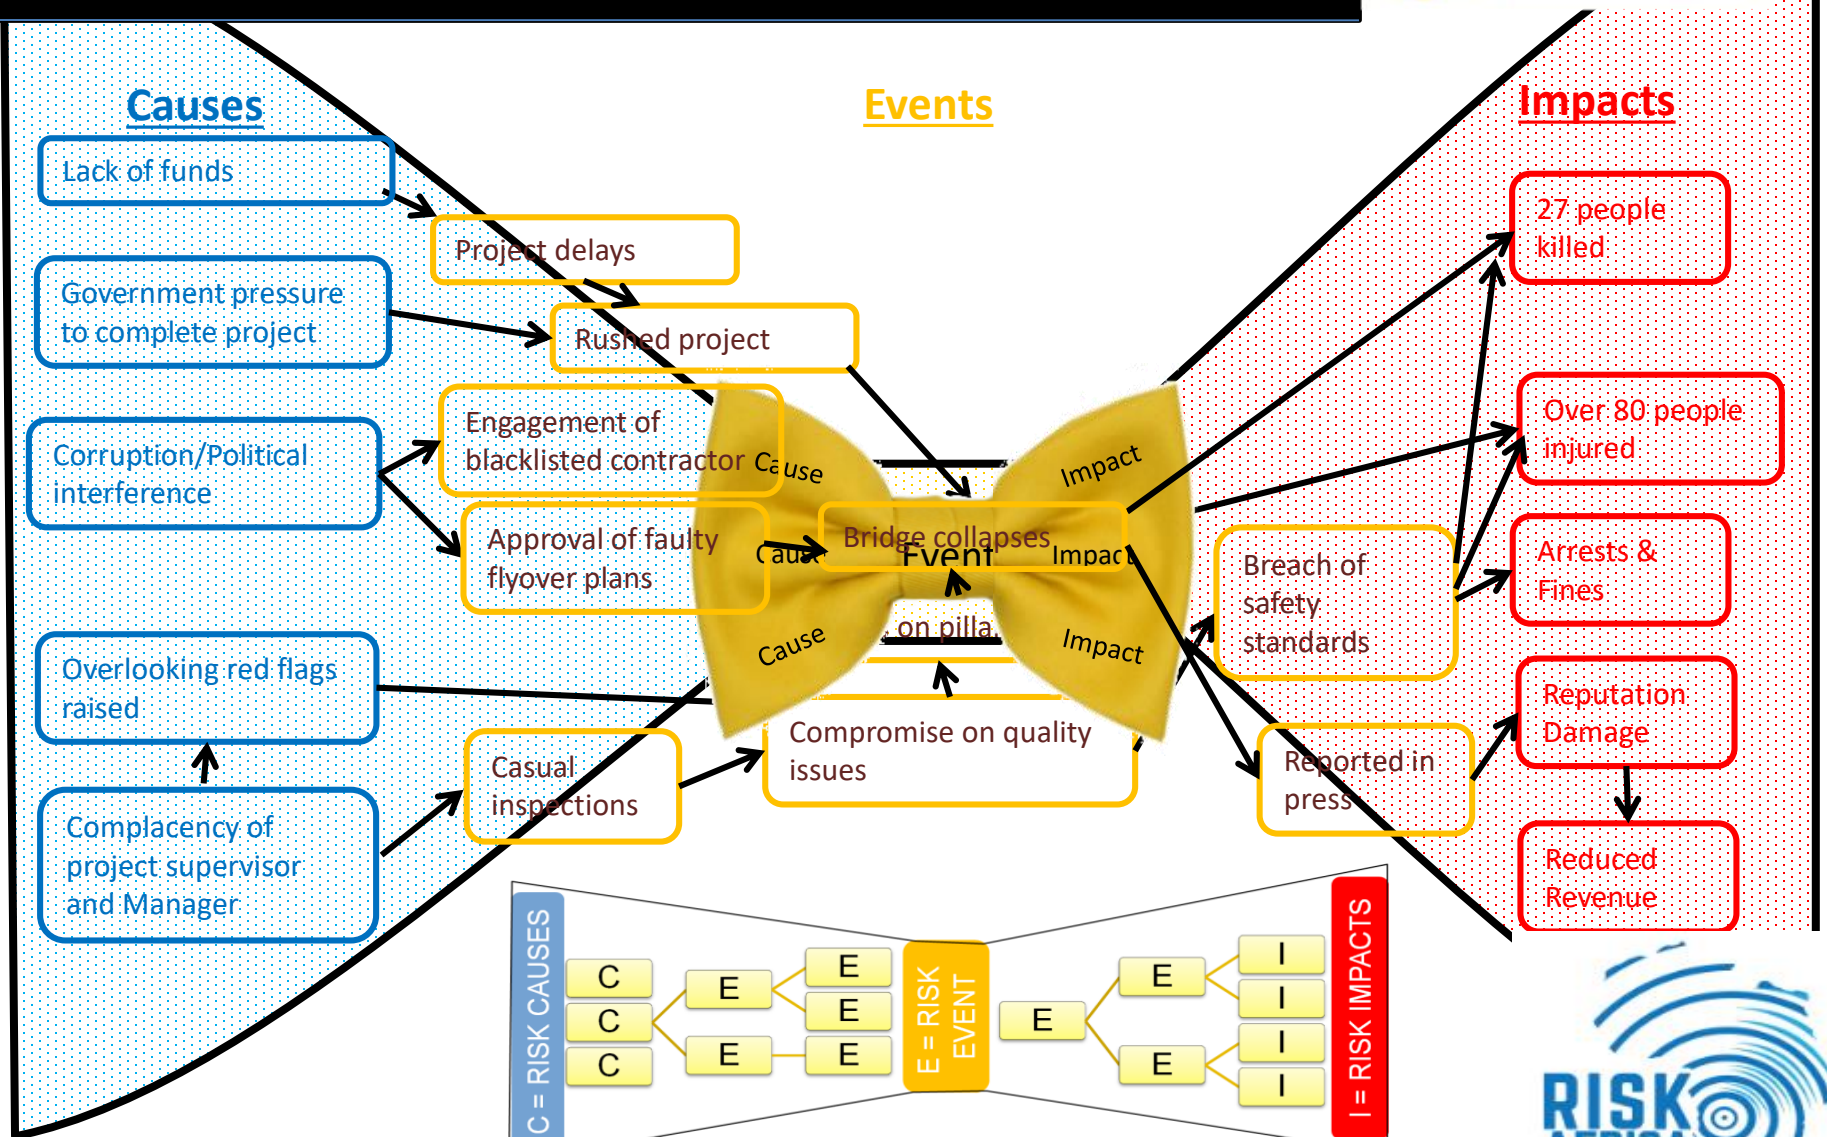 Causes
Events
Impacts
Lack of funds
Project delays
Government pressure
to complete project
Rushed project
Engagement of
blacklisted contractor
Corruption/Political
interference
Approval of faulty
flyover plans
Overlooking red flags
raised
Casual
inspections
Complacency of
project supervisor
and Manager
Cause
Cause
Cause
Bridge collapses
Event
on
Impact
Impact
Impact
Compromise on quality
issues
Breach of
safety
standards
Reported in
press
27 people
killed
Over 80 people
injured
Arrests &
Fines
Reputation
Damage
Reduced
Revenue
C = RISK CAUSES
C
C
C
E
E
E
E
E
E = RISK
EVENT
E
E
E
I
I
I
I
I = RISK IMPACTS
RISK
AFRICA